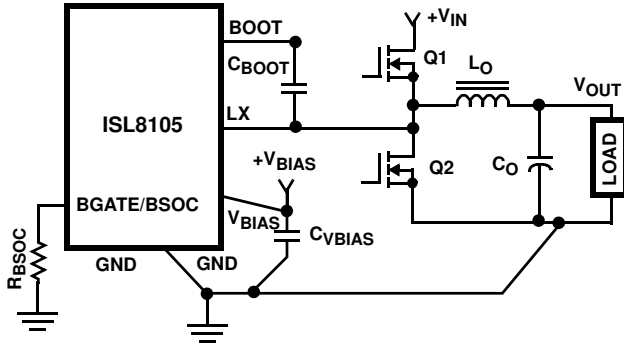 +VIN
BOOT
Q1
CBOOT
LO
VOUT
ISL8105
LX
+VBIAS
Q2
CO
LOAD
BGATE/BSOC
VBIAS
CVBIAS
RBSOC
GND
GND